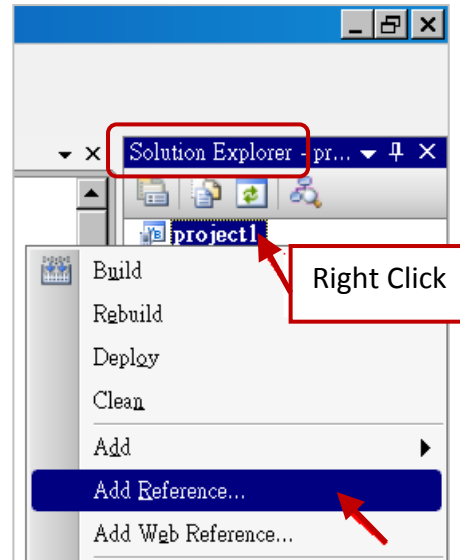 Solution Explorer - pr...
project1
Right Click
Build
Rebuild
Deploy
Clean
Add
Add Reference...
Add Web Reference...